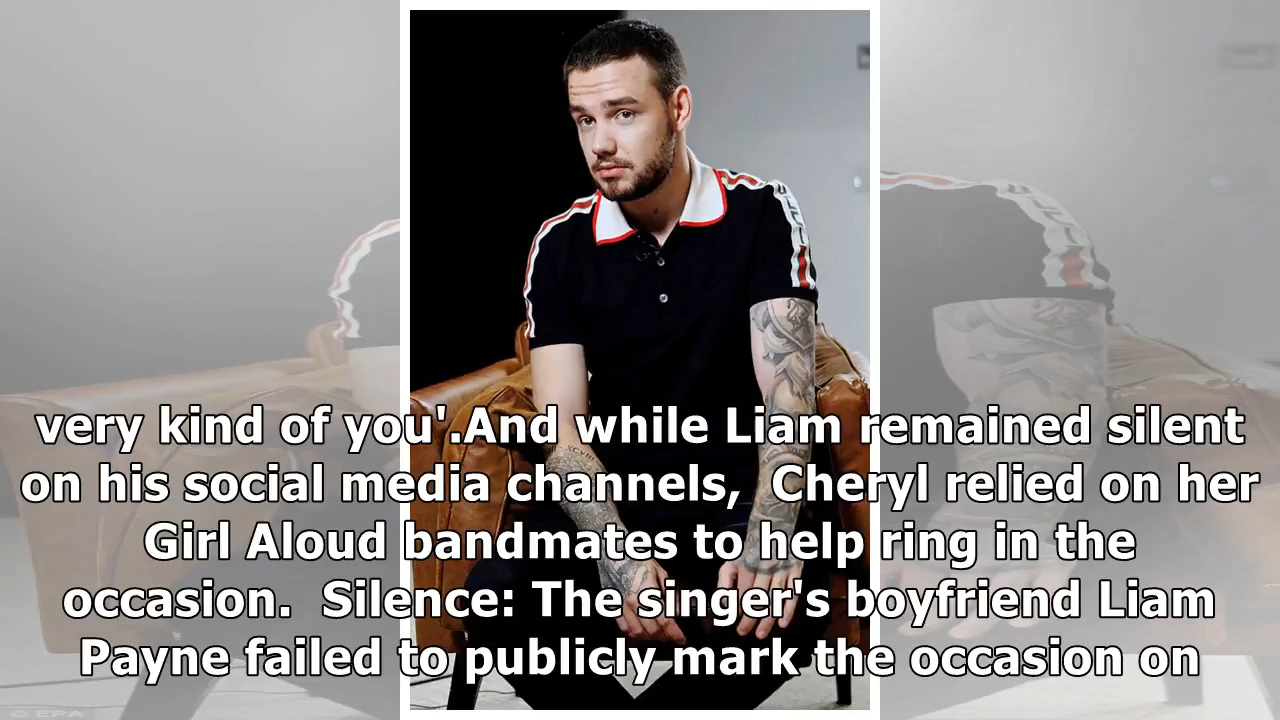 very kind of you'.And while Liam remained silent
on his social media channels,  Cheryl relied on her
Girl Aloud bandmates to help ring in the
occasion.  Silence: The singer's boyfriend Liam
Payne failed to publicly mark the occasion on
© EPA